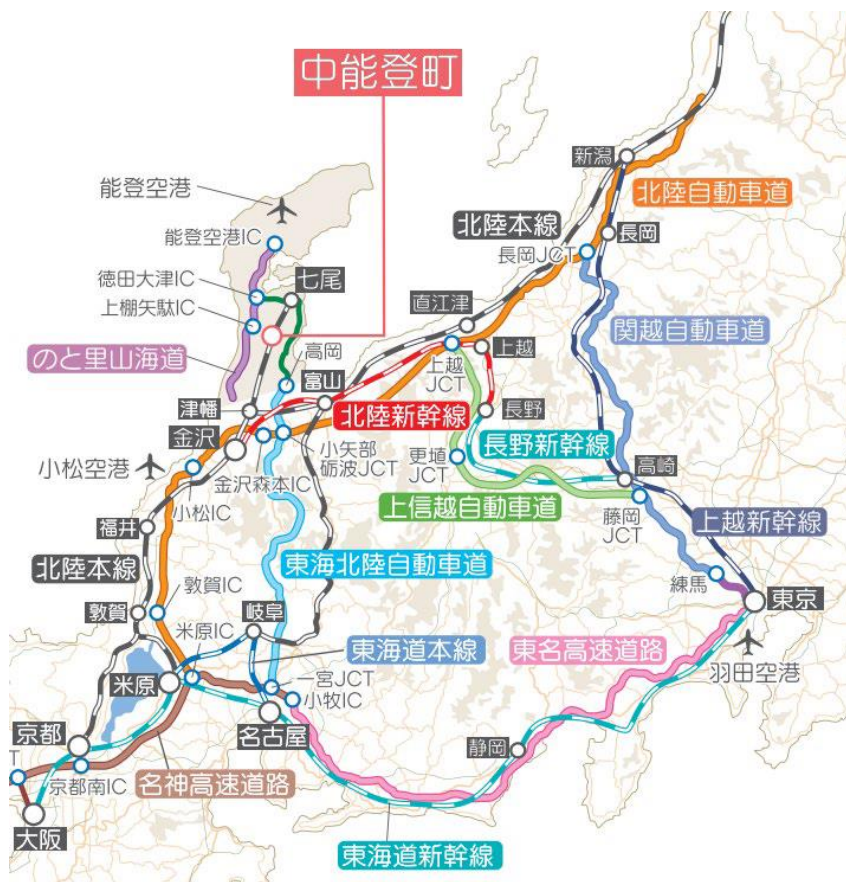 中能登町
能登空港
能登空港IC
徳田大津IC
上棚矢駄IC
七尾
のと里山海道
高岡
富山
津幡
金沢
小松空港
小松IC
金沢森本IC
小矢部
砺波JCT
北陸新幹線
北陸本線
直江津
新潟
北陸自動車道
長岡
長岡JCT
関越自動車道
上越
上越
JCT
長野
長野新幹線
更埴
JCT
高崎
上信越自動車道
藤岡
JCT
上越新幹線
練馬
東京
羽田空港
福井
北陸本線
東海北陸自動車道
敦賀IC
敦賀
岐阜
米原IC
東海道本線
東名高速道路
米原
一宮JCT
小牧IC
名古屋
静岡
京都
T
京都南IC
名神高速道路
大阪
東海道新幹線